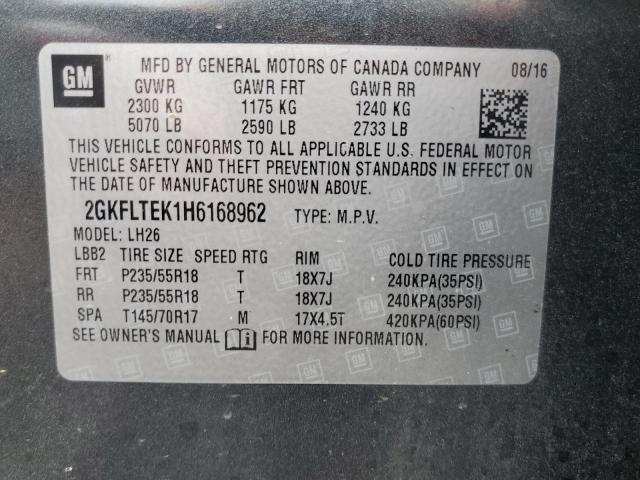 GM
MFD BY GENERAL MOTORS OF CANADA COMPANY 08/16
GVWR GAWR FRT GAWR RR
2300 KG 1175 KG 1240 KG
5070 LB 2590 LB 2733 LB
THIS VEHICLE CONFORMS TO ALL APPLICABLE U.S. FEDERAL MOTOR
VEHICLE SAFETY AND THEFT PREVENTION STANDARDS IN EFFECT ON
THE DATE OF MANUFACTURE SHOWN ABOVE.
2GKFLTEK1H6168962 TYPE: M.P.V.
MODEL: LH26
LBB2 TIRE SIZE SPEED RTG RIM COLD TIRE PRESSURE
FRT P235/55R18 T 18X7J 240KPA(35PSI)
RR P235/55R18 T 18X7J 240KPA(35PSI)
SPA T145/70R17 M 17X4.5T 420KPA(60PSI)
SEE OWNER'S MANUAL FOR MORE INFORMATION.